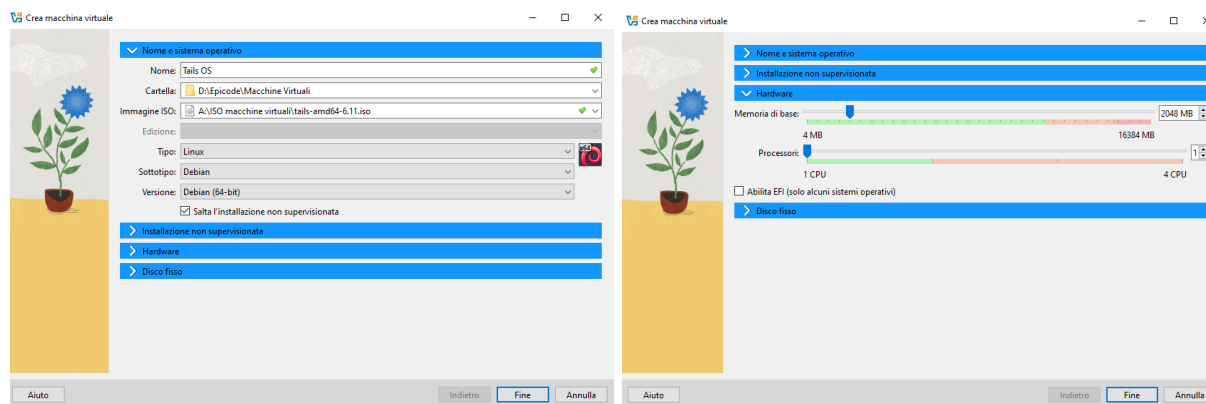 Crea macchina virtuale
Nome e sistema operativo
Nome: Tails OS
Cartella: D:\Epicode\Macchine Virtuali
Immagine ISO: A:\ISO macchine virtuali\tails-amd64-6.11.iso
Edizione:
Tipo: Linux
x64
Sottotipo: Debian
Versione: Debian (64-bit)
Salta l'installazione non supervisionata
Installazione non supervisionata
Hardware
Disco fisso
Aiuto Indietro Fine Annulla
Crea macchina virtuale
Nome e sistema operativo
Installazione non supervisionata
Hardware
Memoria di base: 2048 MB
4 MB 16384 MB
Processori: 1
1 CPU 4 CPU
Abilita EFI (solo alcuni sistemi operativi)
Disco fisso
Aiuto Indietro Fine Annulla